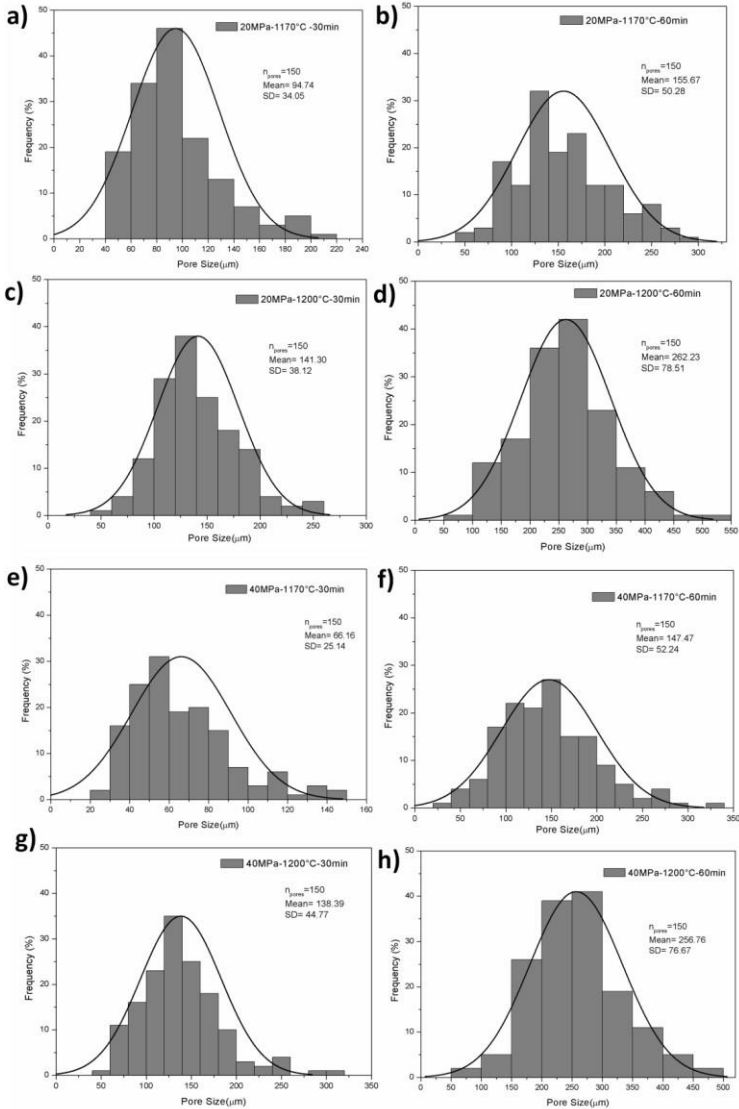 a)
20MPa-1170°C -30min
n_pores=150
Mean= 94.74
SD= 34.05
Frequency (%)
50
40
30
20
10
0
0 20 40 60 80 100 120 140 160 180 200 220 240
Pore Size(µm)
b)
20MPa-1170°C-60min
n_pores=150
Mean= 155.67
SD= 50.28
Frequency (%)
50
40
30
20
10
0
0 50 100 150 200 250 300
Pore Size(µm)
c)
20MPa-1200°C-30min
n_pores=150
Mean= 141.30
SD= 38.12
Frequency (%)
50
40
30
20
10
0
0 50 100 150 200 250 300
Pore Size(µm)
d)
20MPa-1200°C-60min
n_pores=150
Mean= 262.23
SD= 78.51
Frequency (%)
50
40
30
20
10
0
0 50 100 150 200 250 300 350 400 450 500 550
Pore Size(µm)
e)
40MPa-1170°C-30min
n_pores=150
Mean= 66.16
SD= 25.14
Frequency (%)
50
40
30
20
10
0
0 20 40 60 80 100 120 140 160
Pore Size(µm)
f)
40MPa-1170°C-60min
n_pores=150
Mean= 147.47
SD= 52.24
Frequency (%)
50
40
30
20
10
0
0 50 100 150 200 250 300 350
Pore Size(µm)
g)
40MPa-1200°C-30min
n_pores=150
Mean= 138.39
SD= 44.77
Frequency (%)
50
40
30
20
10
0
0 50 100 150 200 250 300 350
Pore Size(µm)
h)
40MPa-1200°C-60min
n_pores=150
Mean= 256.76
SD= 76.67
Frequency (%)
50
40
30
20
10
0
0 50 100 150 200 250 300 350 400 450 500
Pore Size(µm)